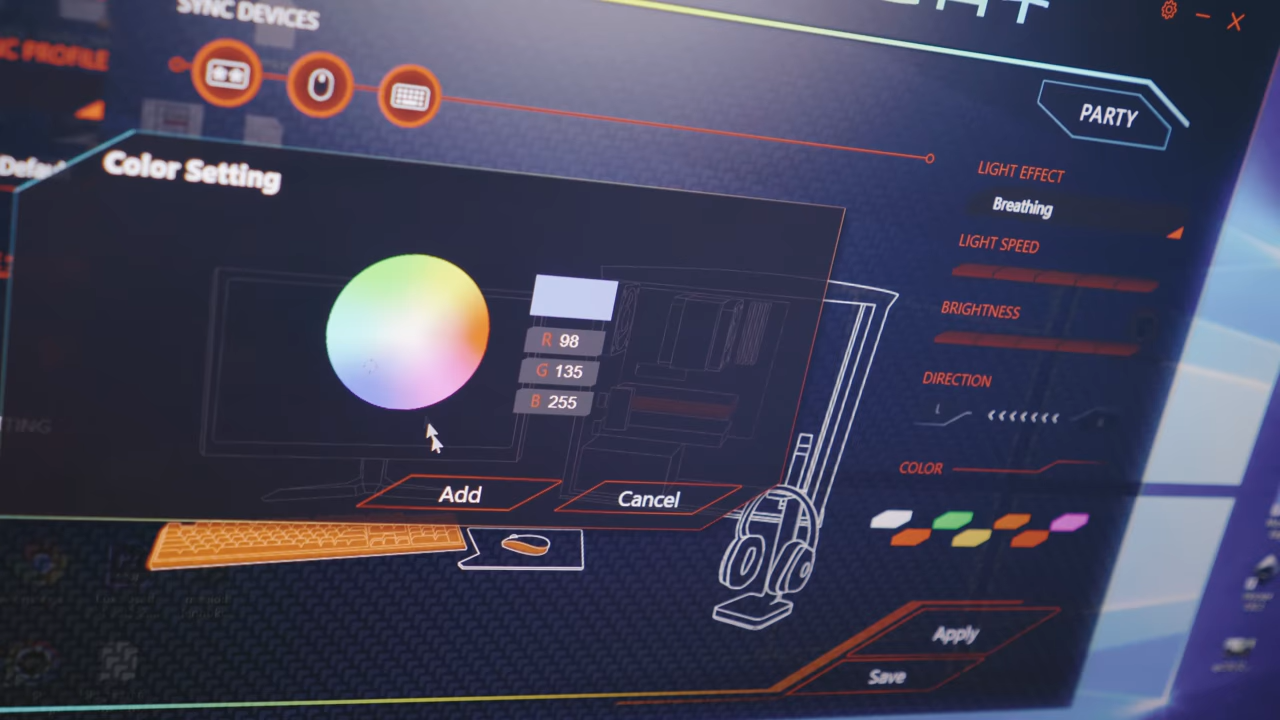 SYNC DEVICES
PARTY
LIGHT EFFECT
Breathing
LIGHT SPEED
BRIGHTNESS
DIRECTION
L
COLOR
Color Setting
R 98
G 135
B 255
Add
Cancel
Apply
Save